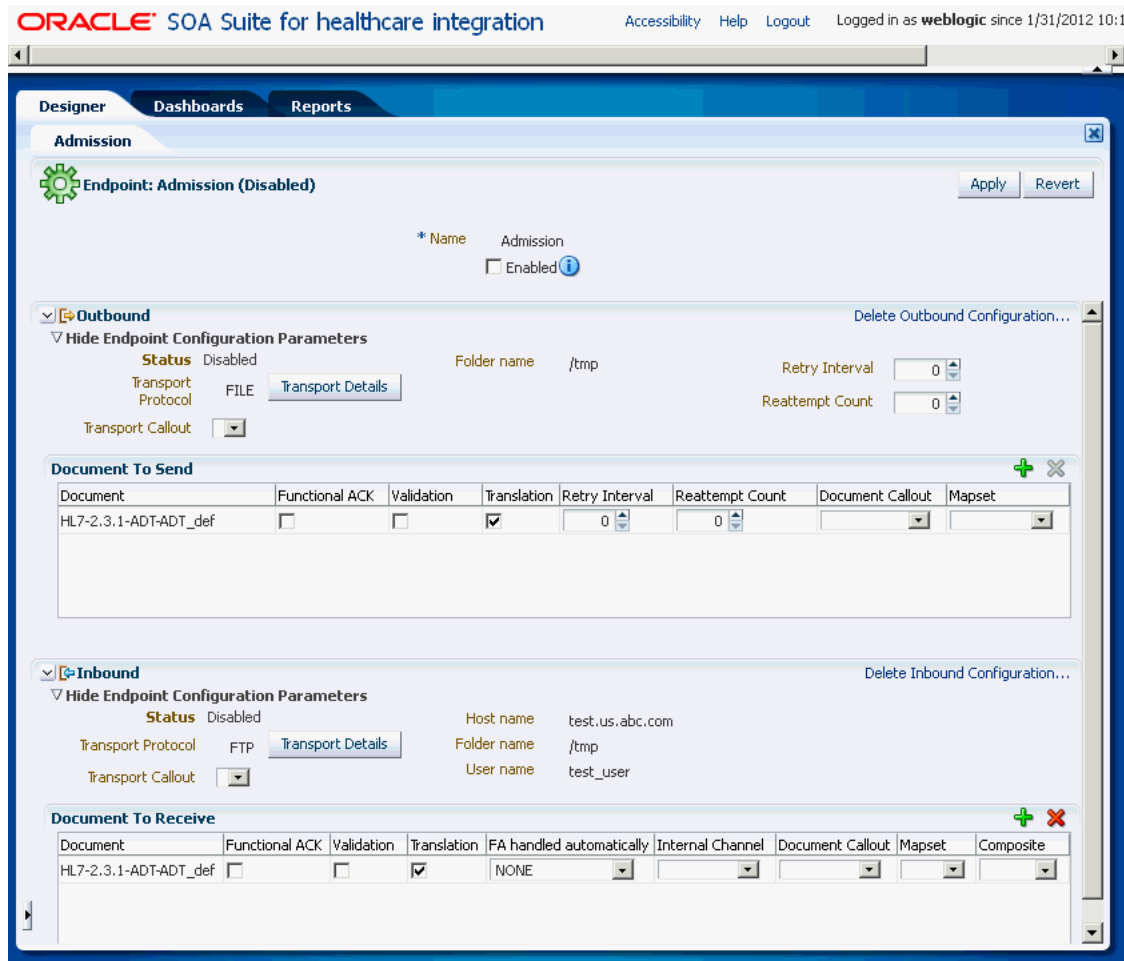 ORACLE SOA Suite for healthcare integration Accessibility Help Logout Logged in as weblogic since 1/31/2012 10:1
Designer Dashboards Reports
Admission
Endpoint: Admission (Disabled) Apply Revert
* Name Admission
Enabled
Outbound Delete Outbound Configuration...
Hide Endpoint Configuration Parameters
Status Disabled Folder name /tmp Retry Interval 0
Transport Protocol FILE Transport Details Reattempt Count 0
Transport Callout
Document To Send
Document Functional ACK Validation Translation Retry Interval Reattempt Count Document Callout Mapset
HL7-2.3.1-ADT-ADT_def 0 0
Inbound Delete Inbound Configuration...
Hide Endpoint Configuration Parameters
Status Disabled Host name test.us.abc.com
Transport Protocol FTP Transport Details Folder name /tmp
Transport Callout User name test_user
Document To Receive
Document Functional ACK Validation Translation FA handled automatically Internal Channel Document Callout Mapset Composite
HL7-2.3.1-ADT-ADT_def NONE